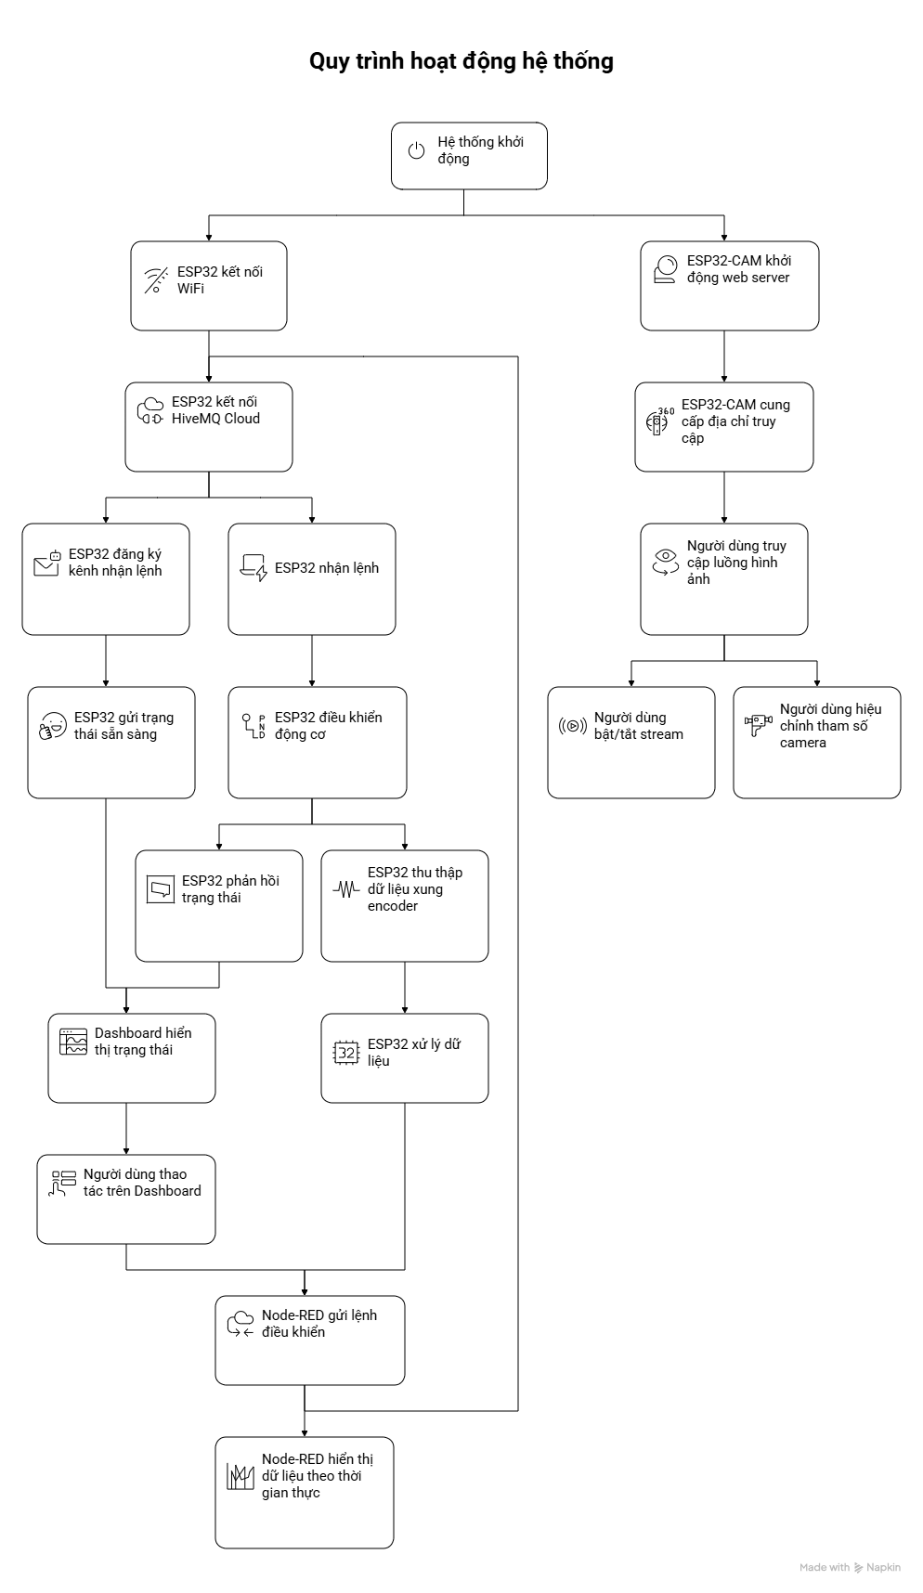 Quy trình hoạt động hệ thống
Hệ thống khởi
động
ESP32 kết nối
WiFi
ESP32-CAM khởi
động web server
ESP32 kết nối
HiveMQ Cloud
360
ESP32-CAM cung
cấp địa chỉ truy
cập
ESP32 đăng ký
kênh nhận lệnh
ESP32 nhận lệnh
Người dùng truy
cập luồng hình
ảnh
ESP32 gửi trạng
thái sẵn sàng
P
N
L D
ESP32 điều khiển
động cơ
Người dùng
bật/tắt stream
Người dùng hiệu
chỉnh tham số
camera
ESP32 phản hồi
trạng thái
ESP32 thu thập
dữ liệu xung
encoder
Dashboard hiển
thị trạng thái
32
ESP32 xử lý dữ
liệu
Người dùng thao
tác trên Dashboard
Node-RED gửi lệnh
điều khiển
Node-RED hiển thị
dữ liệu theo thời
gian thực
Made with Napkin